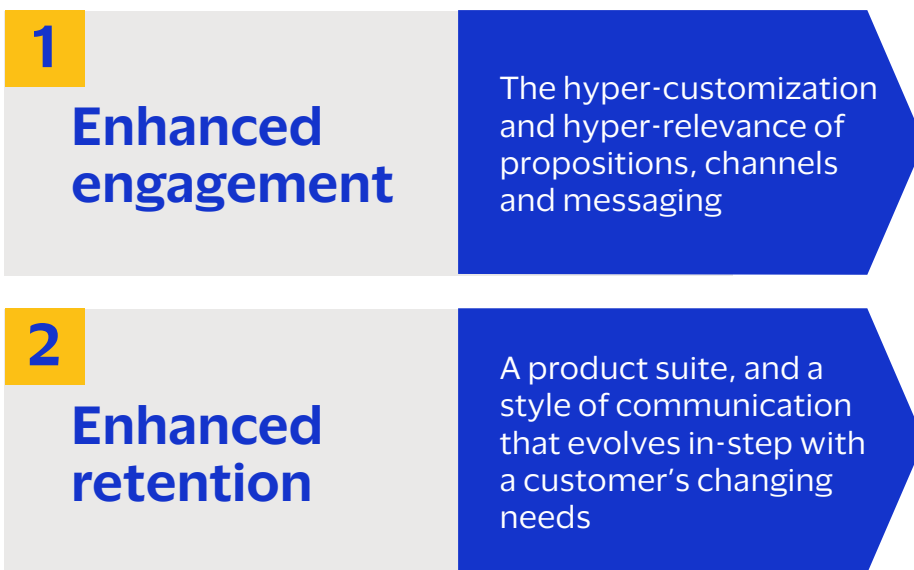 1
Enhanced
engagement
The hyper-customization
and hyper-relevance of
propositions, channels
and messaging
2
Enhanced
retention
A product suite, and a
style of communication
that evolves in-step with
a customer’s changing
needs